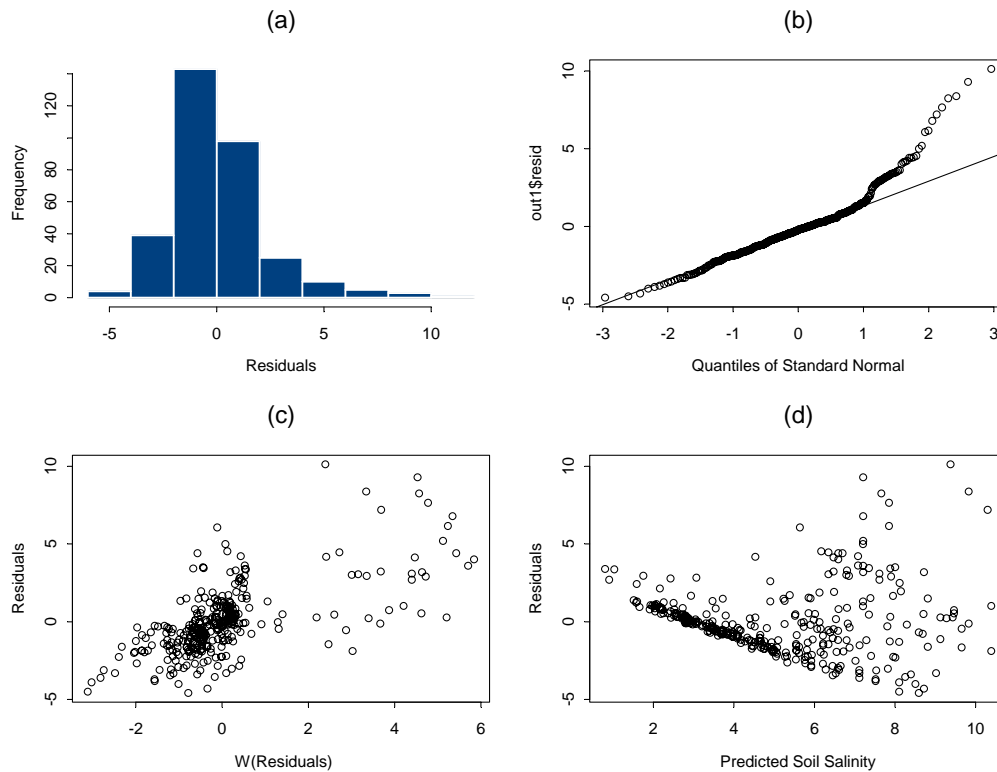 (a)
Frequency
0 20 40 60 80 120
-5 0 5 10
Residuals
(b)
out1$resid
-5 0 5 10
-3 -2 -1 0 1 2 3
Quantiles of Standard Normal
(c)
Residuals
-5 0 5 10
-2 0 2 4 6
W(Residuals)
(d)
Residuals
-5 0 5 10
2 4 6 8 10
Predicted Soil Salinity